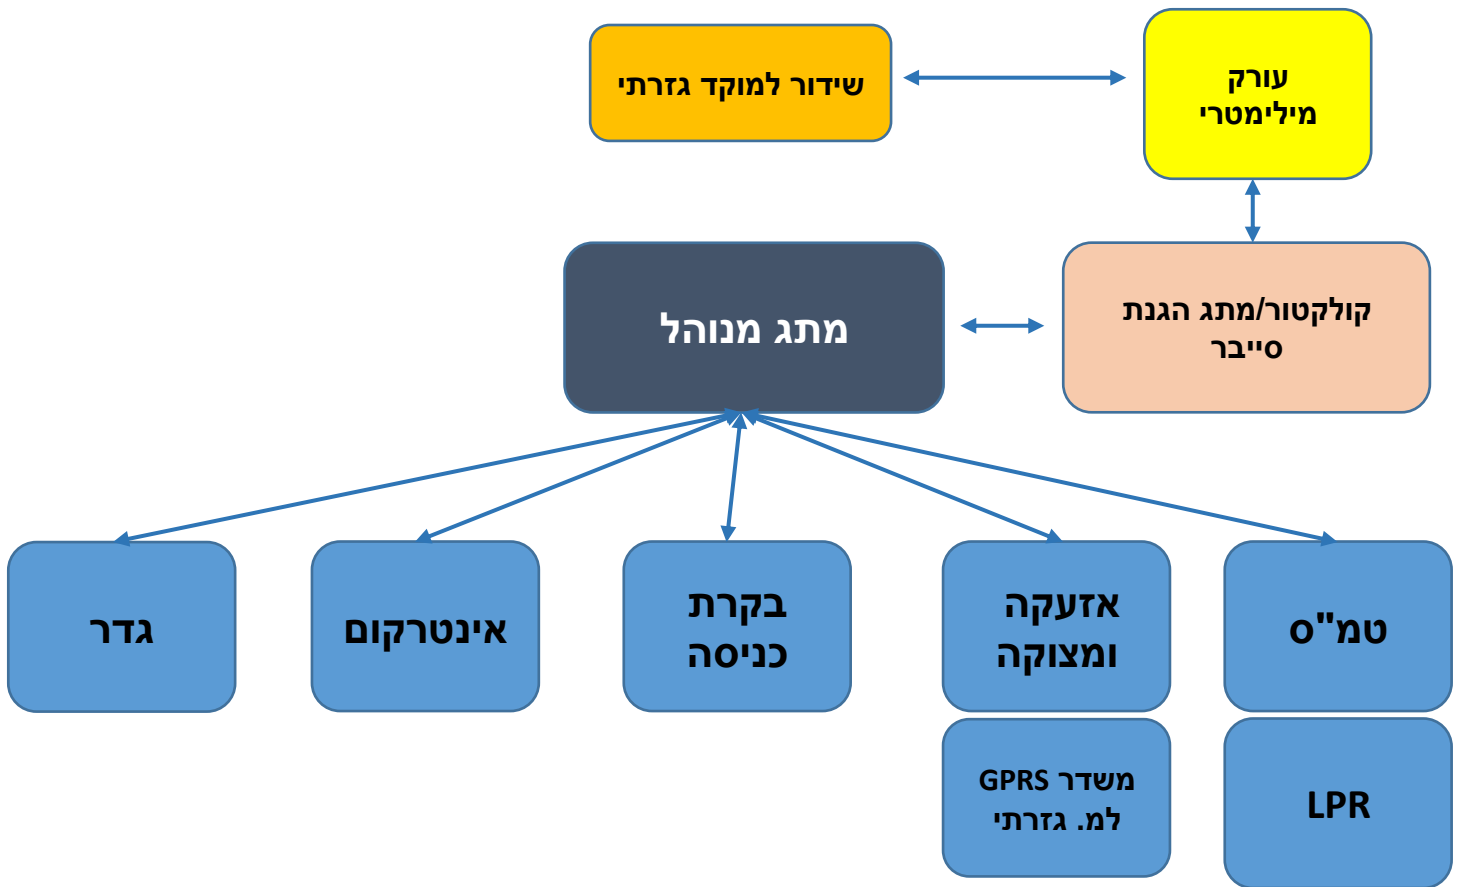 עורק
מילימטרי
שידור למוקד גזרתי
קולקטור/מתג הגנת
סייבר
מתג מנוהל
טמ"ס
אזעקה
ומצוקה
בקרת
כניסה
אינטרקום
גדר
LPR
משדר GPRS
למ. גזרתי